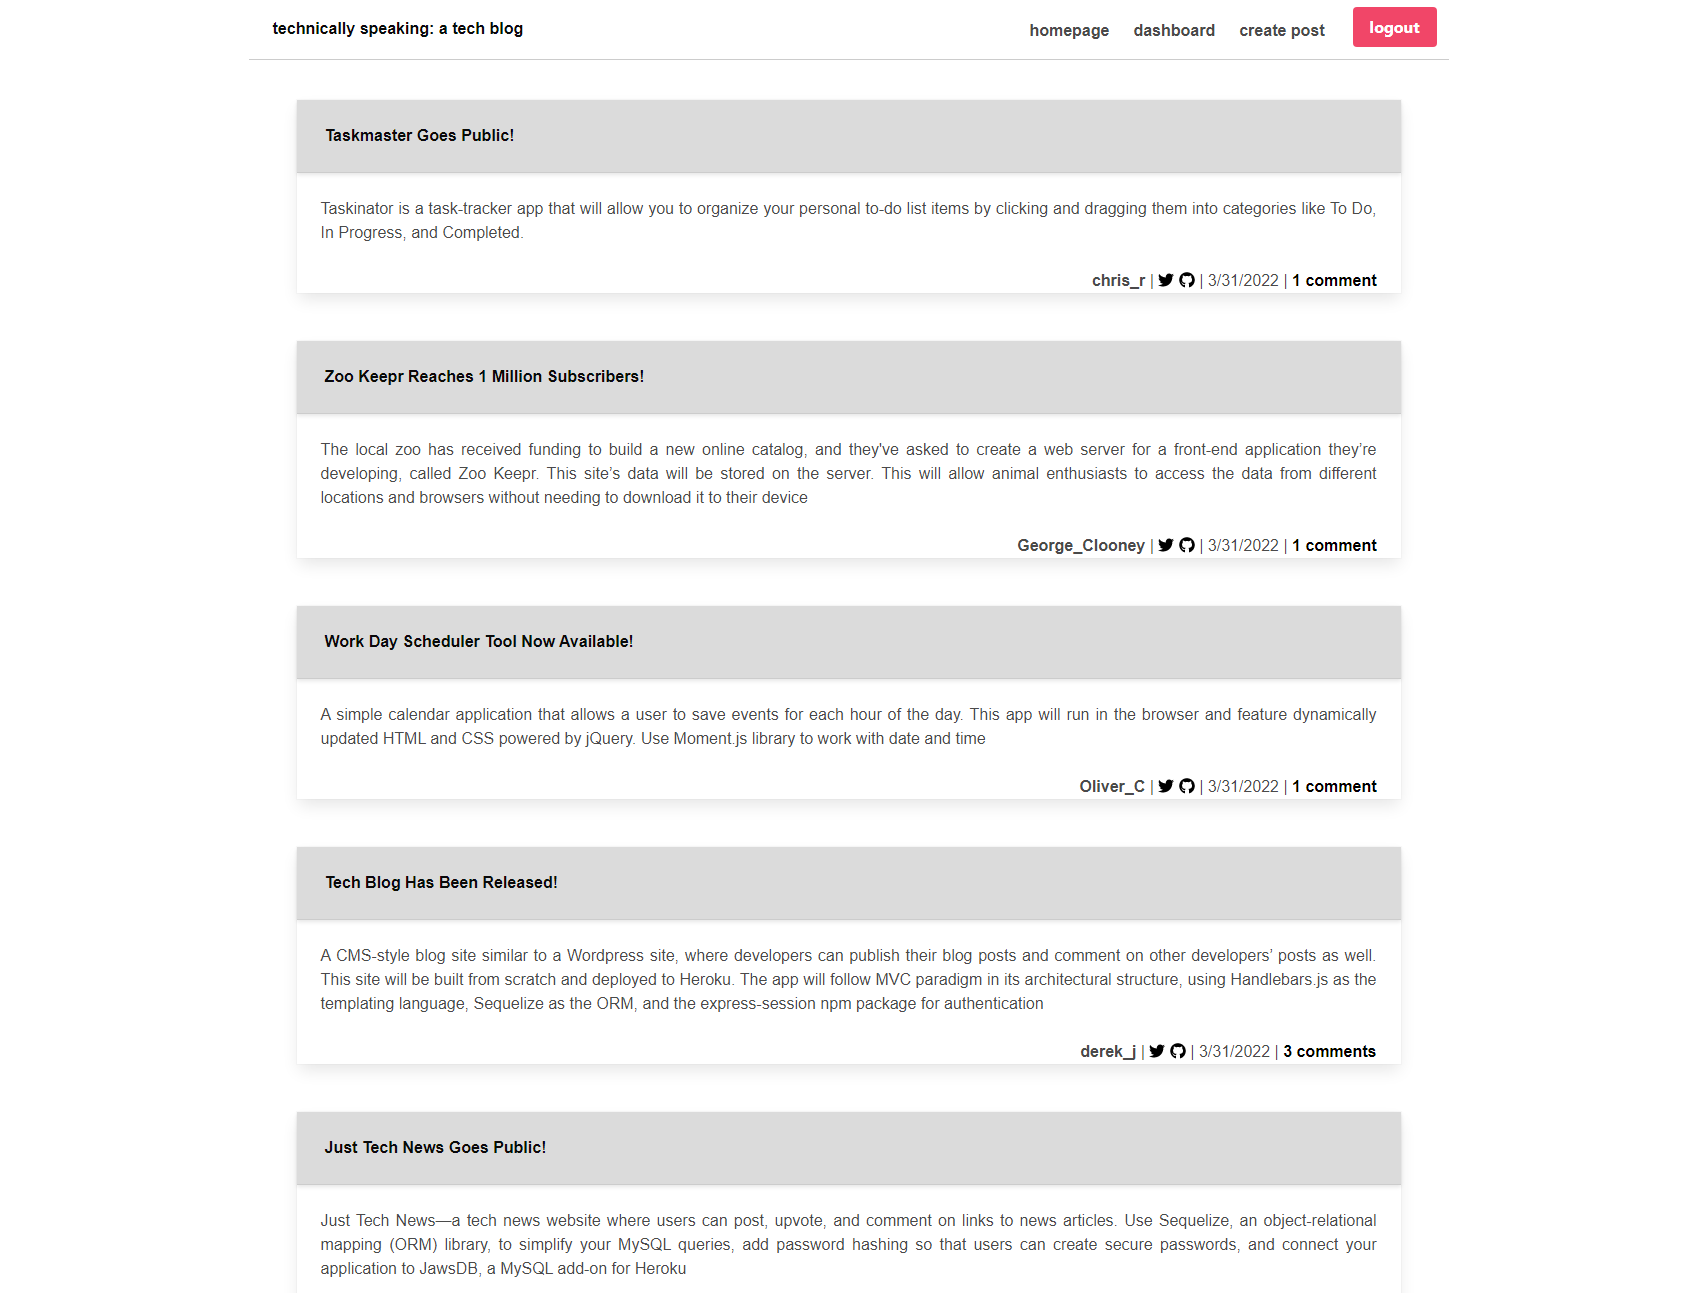 technically speaking: a tech blog
homepage dashboard create post logout
Taskmaster Goes Public!
Taskinator is a task-tracker app that will allow you to organize your personal to-do list items by clicking and dragging them into categories like To Do,
In Progress, and Completed.
chris_r | | 3/31/2022 | 1 comment
Zoo Keepr Reaches 1 Million Subscribers!
The local zoo has received funding to build a new online catalog, and they've asked to create a web server for a front-end application they’re
developing, called Zoo Keepr. This site’s data will be stored on the server. This will allow animal enthusiasts to access the data from different
locations and browsers without needing to download it to their device
George_Clooney | | 3/31/2022 | 1 comment
Work Day Scheduler Tool Now Available!
A simple calendar application that allows a user to save events for each hour of the day. This app will run in the browser and feature dynamically
updated HTML and CSS powered by jQuery. Use Moment.js library to work with date and time
Oliver_C | | 3/31/2022 | 1 comment
Tech Blog Has Been Released!
A CMS-style blog site similar to a Wordpress site, where developers can publish their blog posts and comment on other developers’ posts as well.
This site will be built from scratch and deployed to Heroku. The app will follow MVC paradigm in its architectural structure, using Handlebars.js as the
templating language, Sequelize as the ORM, and the express-session npm package for authentication
derek_j | | 3/31/2022 | 3 comments
Just Tech News Goes Public!
Just Tech News—a tech news website where users can post, upvote, and comment on links to news articles. Use Sequelize, an object-relational
mapping (ORM) library, to simplify your MySQL queries, add password hashing so that users can create secure passwords, and connect your
application to JawsDB, a MySQL add-on for Heroku